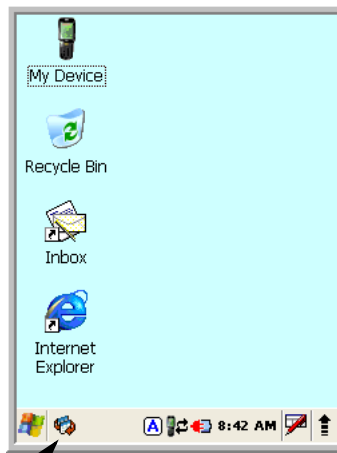 My Device
Recycle Bin
Inbox
Internet
Explorer
A 8:42 AM